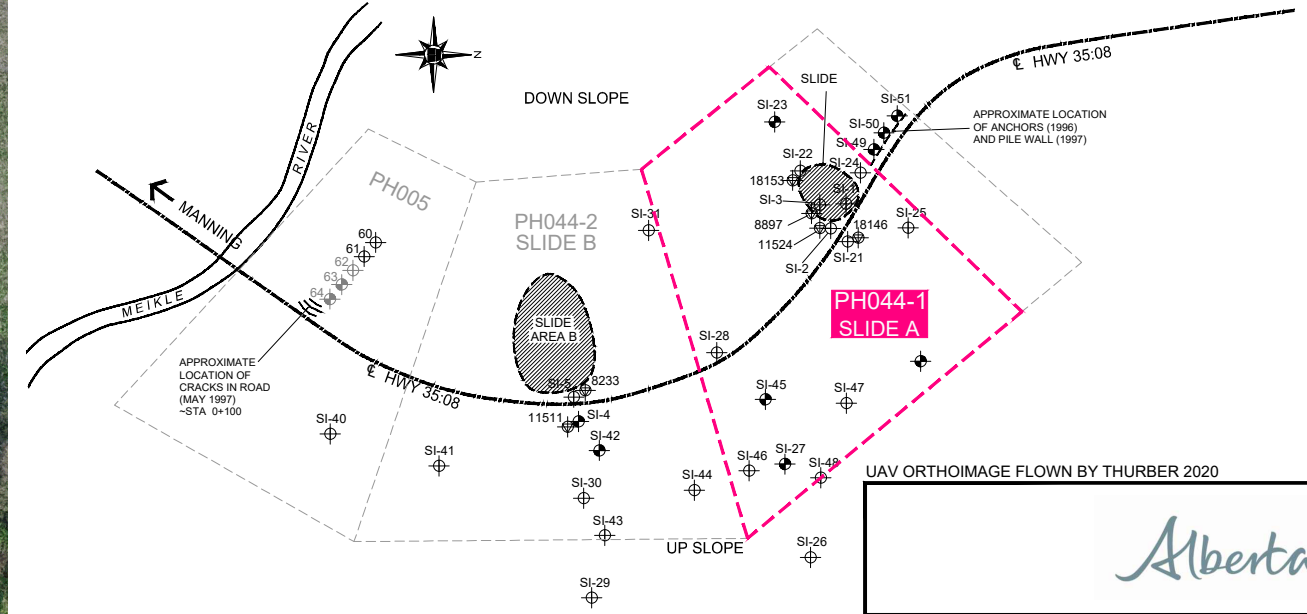 ℄ HWY 35:08
N
SLIDE
DOWN SLOPE
SI-23
SI-51
SI-50
APPROXIMATE LOCATION
OF ANCHORS (1996)
AND PILE WALL (1997)
SI-49
RIVER
SI-22
SI-24
18153
PH005
SI-1
SI-3
MANNING
PH044-2
SLIDE B
SI-31
8897
SI-25
11524
18146
SI-21
SI-2
60
61
62
63
64
MEIKLE
PH044-1
SLIDE A
SLIDE
AREA B
SI-28
APPROXIMATE
LOCATION OF
CRACKS IN ROAD
(MAY 1997)
~STA 0+100
℄ HWY 35:08
SI-5
8233
SI-45
SI-47
11511
SI-4
SI-40
SI-42
SI-41
SI-46
SI-27
SI-48
SI-30
SI-44
UAV ORTHOIMAGE FLOWN BY THURBER 2020
SI-43
UP SLOPE
SI-26
SI-29
Alberta